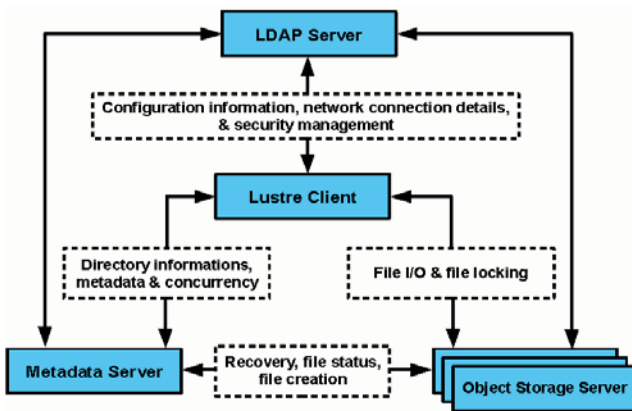 LDAP Server
Configuration information, network connection details,
& security management
Lustre Client
Directory informations,
metadata & concurrency
File I/O & file locking
Metadata Server
Recovery, file status,
file creation
Object Storage Server